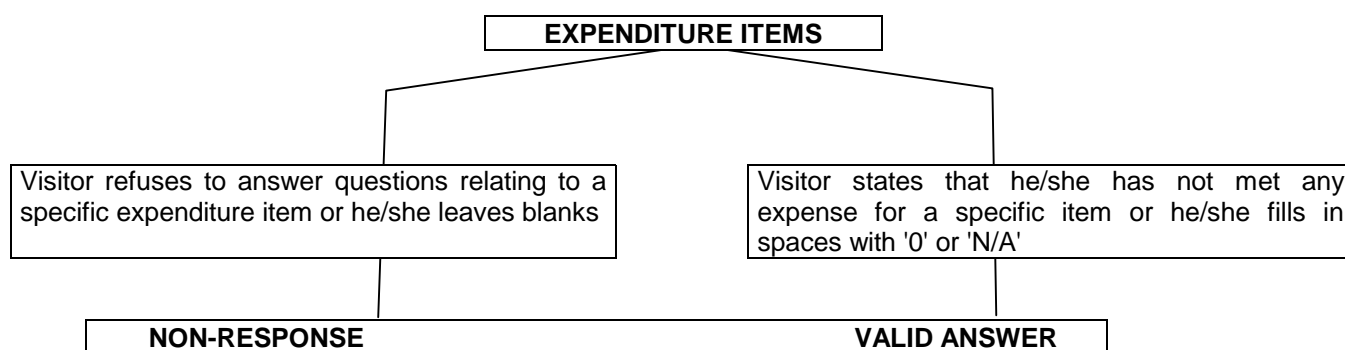 EXPENDITURE ITEMS
Visitor refuses to answer questions relating to a
specific expenditure item or he/she leaves blanks
Visitor states that he/she has not met any
expense for a specific item or he/she fills in
spaces with '0' or 'N/A'
NON-RESPONSE VALID ANSWER